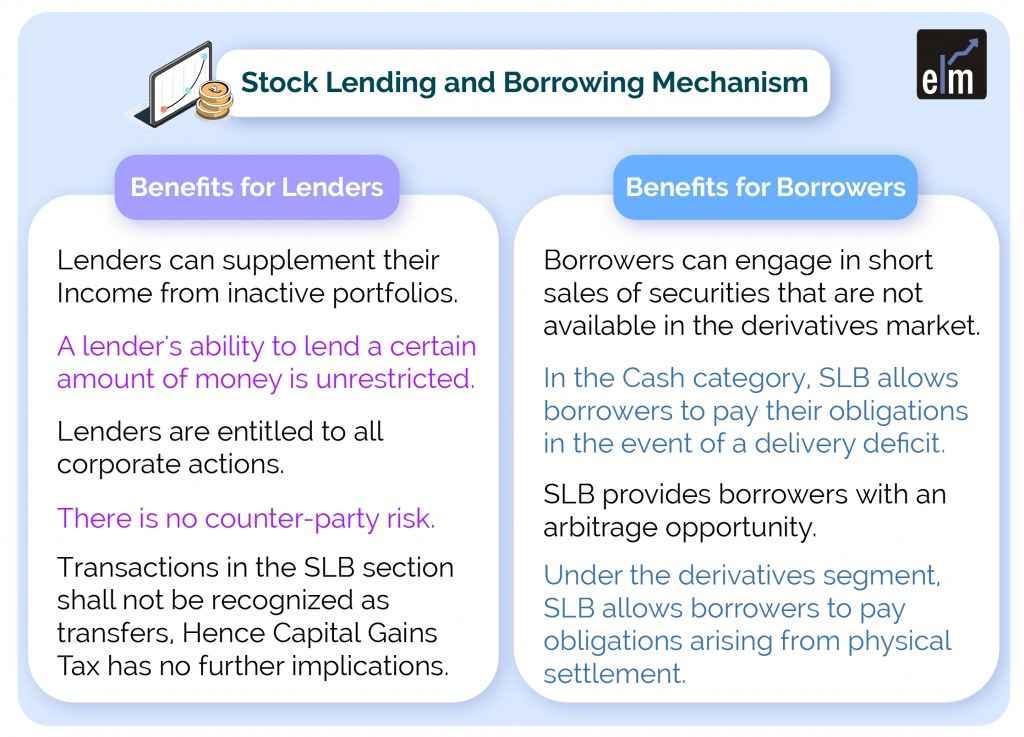 Stock Lending and Borrowing Mechanism
elm
Benefits for Lenders
Lenders can supplement their
Income from inactive portfolios.
A lender's ability to lend a certain
amount of money is unrestricted.
Lenders are entitled to all
corporate actions.
There is no counter-party risk.
Transactions in the SLB section
shall not be recognized as
transfers, Hence Capital Gains
Tax has no further implications.
Benefits for Borrowers
Borrowers can engage in short
sales of securities that are not
available in the derivatives market.
In the Cash category, SLB allows
borrowers to pay their obligations
in the event of a delivery deficit.
SLB provides borrowers with an
arbitrage opportunity.
Under the derivatives segment,
SLB allows borrowers to pay
obligations arising from physical
settlement.